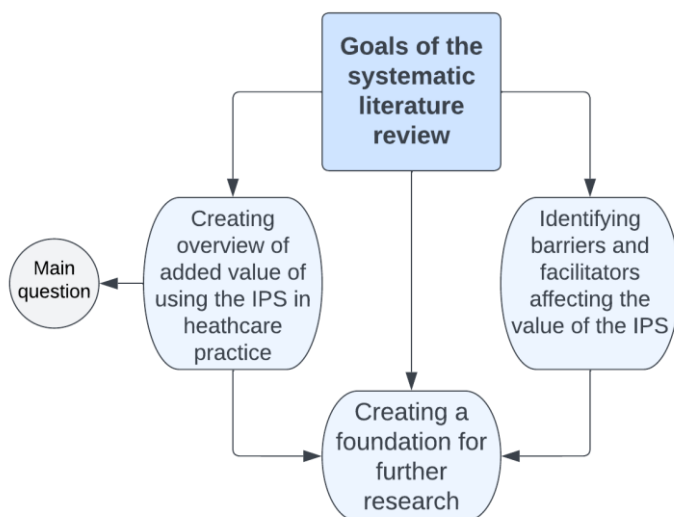 Goals of the
systematic
literature
review
Creating
overview of
added value of
using the IPS in
heathcare
practice
Identifying
barriers and
facilitators
affecting the
value of the IPS
Main
question
Creating a
foundation for
further
research